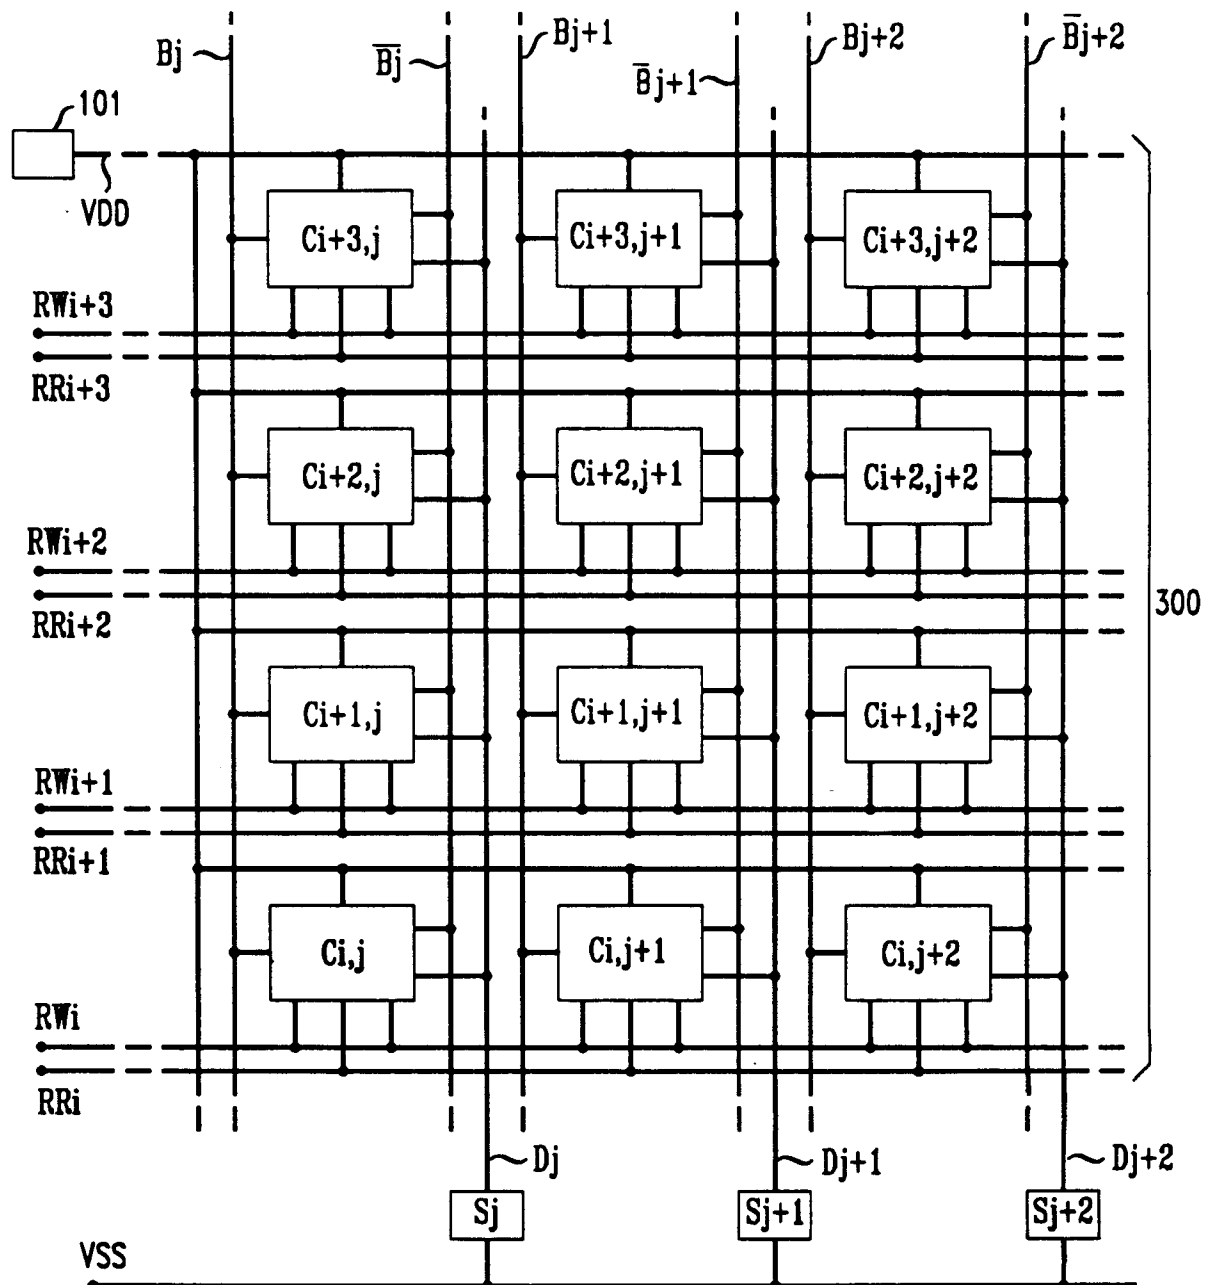 Bj
B̅j
Bj+1
B̅j+1
Bj+2
B̅j+2
101
VDD
Ci+3,j
Ci+3,j+1
Ci+3,j+2
RWi+3
RRi+3
Ci+2,j
Ci+2,j+1
Ci+2,j+2
RWi+2
RRi+2
300
Ci+1,j
Ci+1,j+1
Ci+1,j+2
RWi+1
RRi+1
Ci,j
Ci,j+1
Ci,j+2
RWi
RRi
Dj
Dj+1
Dj+2
Sj
Sj+1
Sj+2
VSS